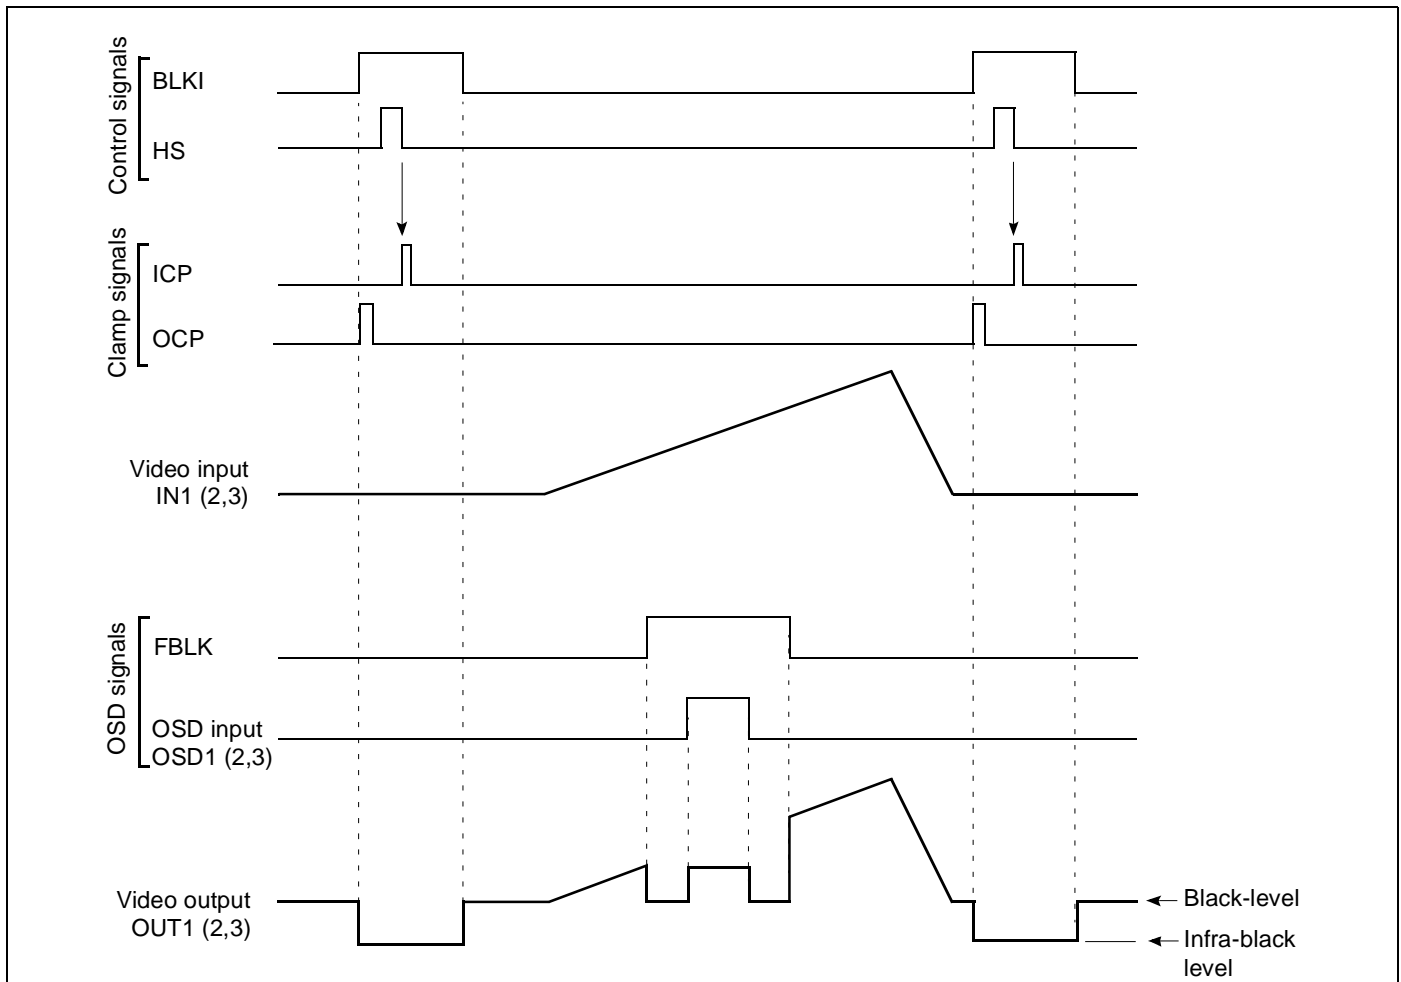 Control signals
BLKI
HS
Clamp signals
ICP
OCP
Video input
IN1 (2,3)
OSD signals
FBLK
OSD input
OSD1 (2,3)
Video output
OUT1 (2,3)
Black-level
Infra-black
level